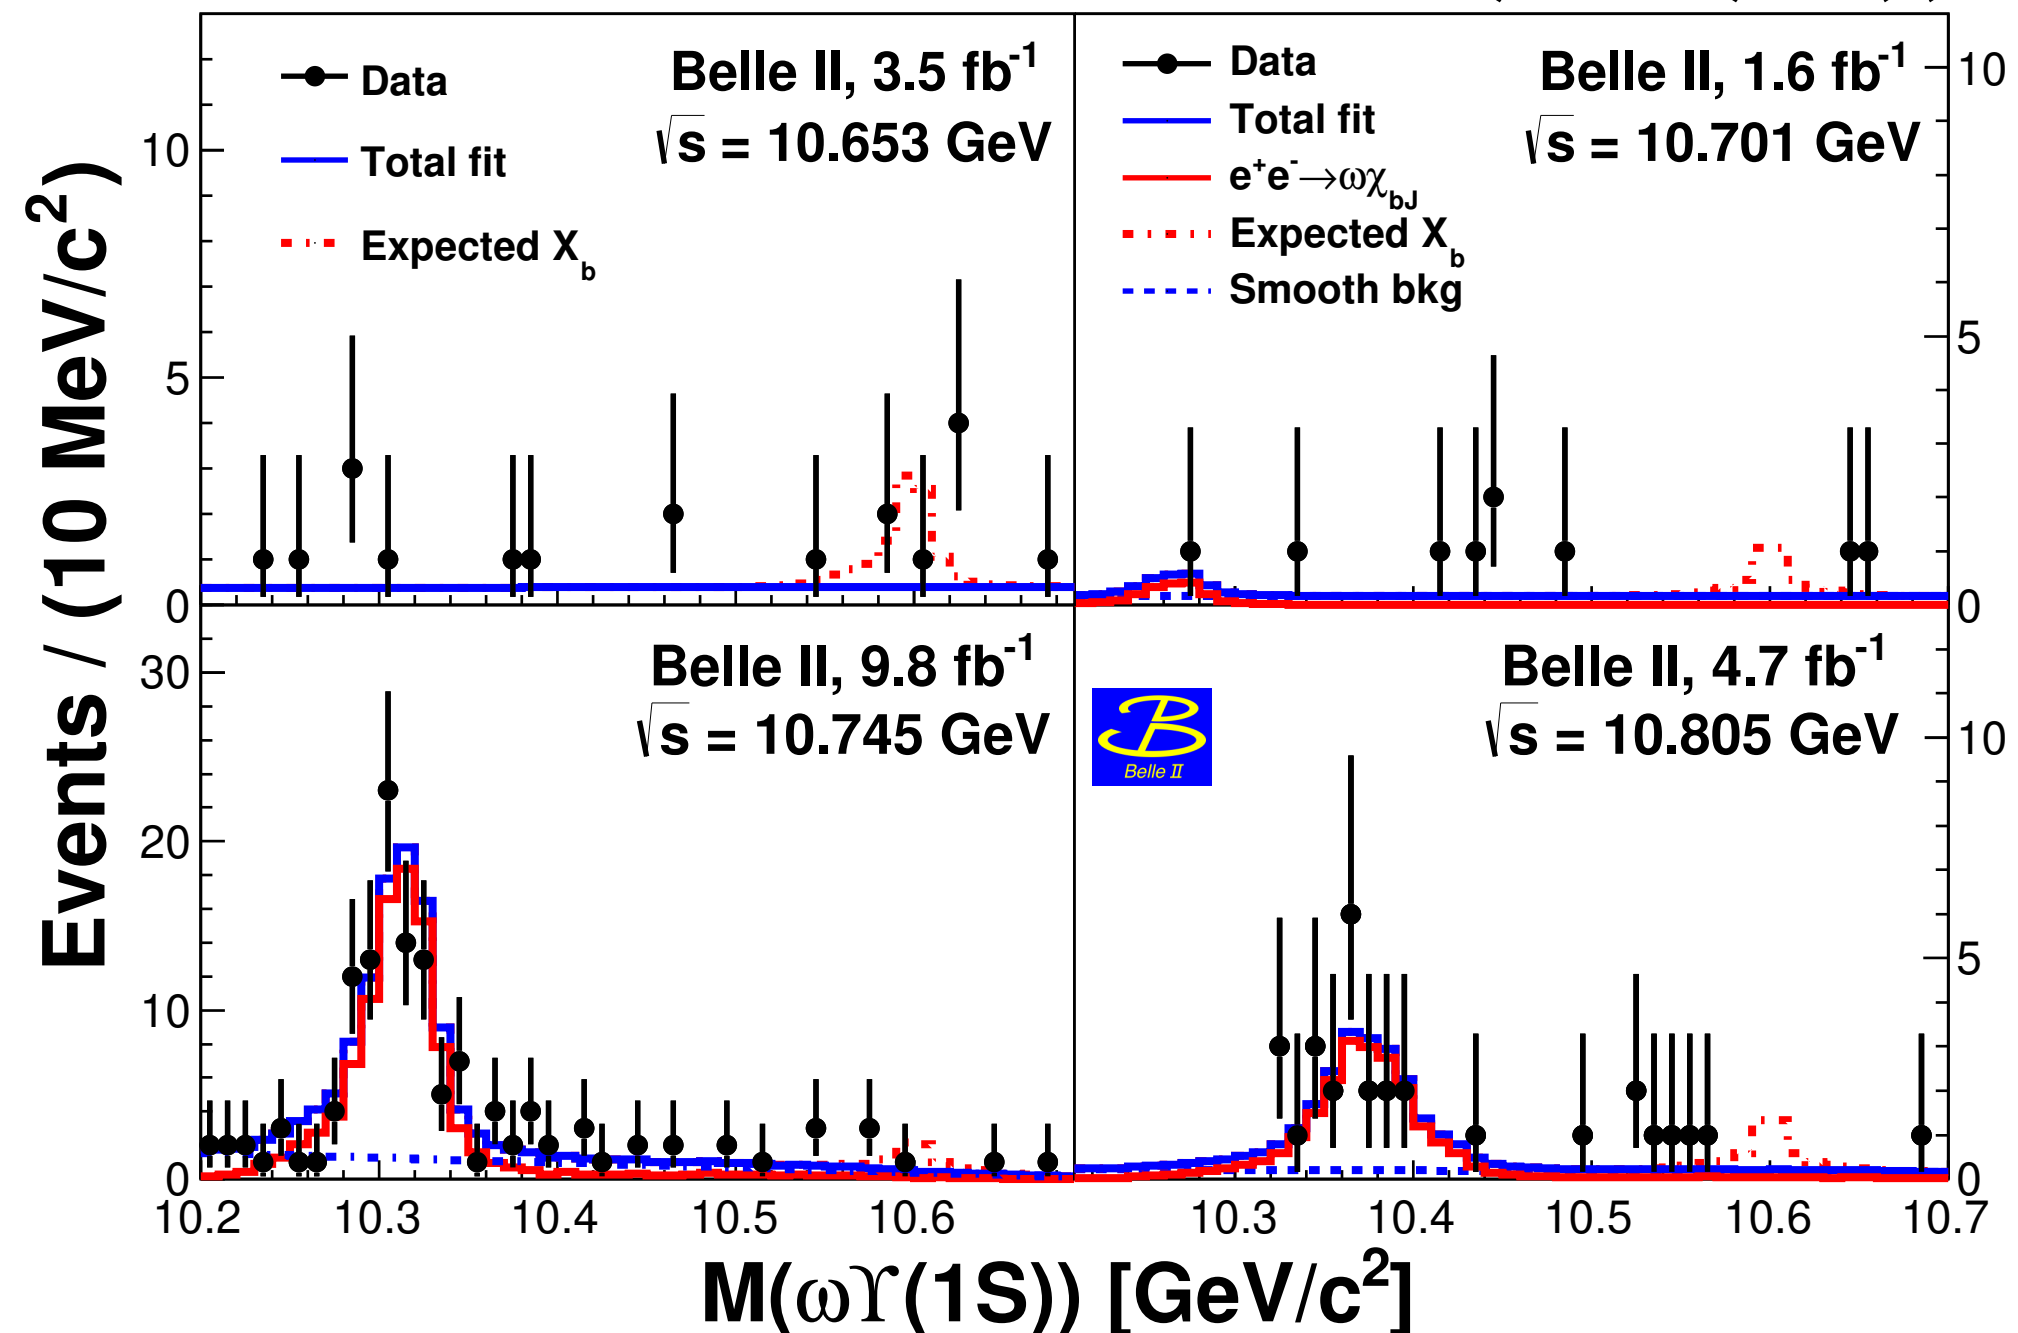 Events / (10 MeV/c²)
Data
Total fit
Expected X_b
Belle II, 3.5 fb⁻¹
√s = 10.653 GeV
10
5
0
Data
Total fit
e⁺e⁻→ωχ_bJ
Expected X_b
Smooth bkg
Belle II, 1.6 fb⁻¹
√s = 10.701 GeV
10
5
0
Belle II, 9.8 fb⁻¹
√s = 10.745 GeV
30
20
10
0
Belle II
Belle II, 4.7 fb⁻¹
√s = 10.805 GeV
10
5
0
10.2 10.3 10.4 10.5 10.6
10.3 10.4 10.5 10.6 10.7
M(ωϒ(1S)) [GeV/c²]